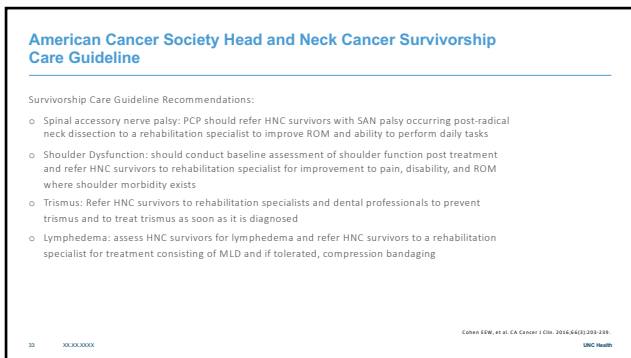 American Cancer Society Head and Neck Cancer Survivorship
Care Guideline
Survivorship Care Guideline Recommendations:
o Spinal accessory nerve palsy: PCP should refer HNC survivors with SAN palsy occurring post-radical
neck dissection to a rehabilitation specialist to improve ROM and ability to perform daily tasks
o Shoulder Dysfunction: should conduct baseline assessment of shoulder function post treatment
and refer HNC survivors to rehabilitation specialist for improvement to pain, disability, and ROM
where shoulder morbidity exists
o Trismus: Refer HNC survivors to rehabilitation specialists and dental professionals to prevent
trismus and to treat trismus as soon as it is diagnosed
o Lymphedema: assess HNC survivors for lymphedema and refer HNC survivors to a rehabilitation
specialist for treatment consisting of MLD and if tolerated, compression bandaging
Cohen EEW, et al. CA Cancer J Clin. 2016;66(3):203-239.
33 XX.XX.XXXX UNC Health